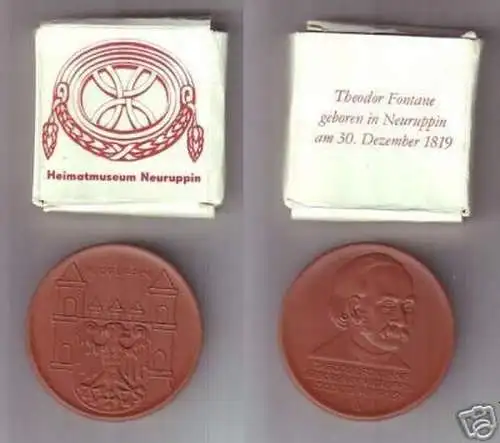 Heimatmuseum Neuruppin
Theodor Fontane
geboren in Neuruppin
am 30. Dezember 1819